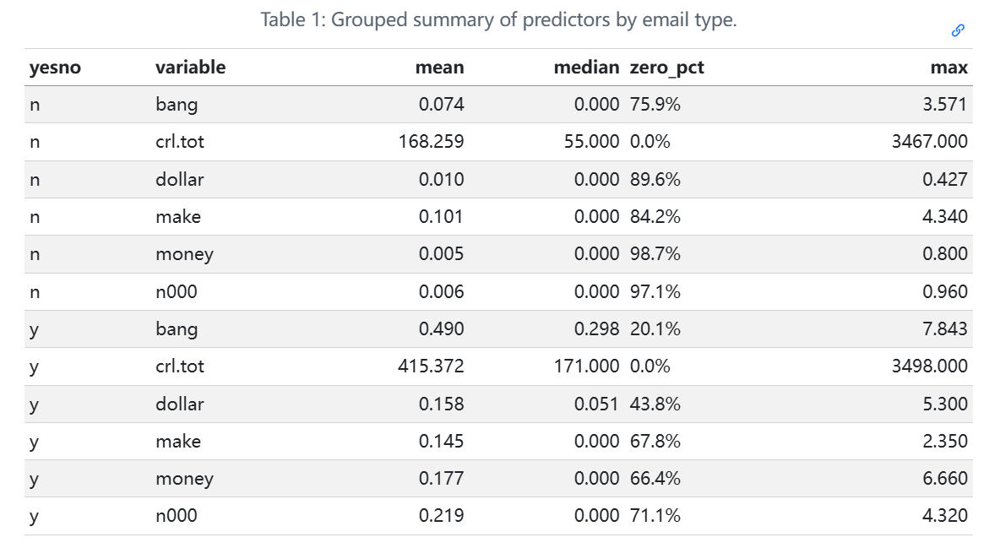 Table 1: Grouped summary of predictors by email type.
yesno variable mean median zero_pct max
n bang 0.074 0.000 75.9% 3.571
n crl.tot 168.259 55.000 0.0% 3467.000
n dollar 0.010 0.000 89.6% 0.427
n make 0.101 0.000 84.2% 4.340
n money 0.005 0.000 98.7% 0.800
n n000 0.006 0.000 97.1% 0.960
y bang 0.490 0.298 20.1% 7.843
y crl.tot 415.372 171.000 0.0% 3498.000
y dollar 0.158 0.051 43.8% 5.300
y make 0.145 0.000 67.8% 2.350
y money 0.177 0.000 66.4% 6.660
y n000 0.219 0.000 71.1% 4.320